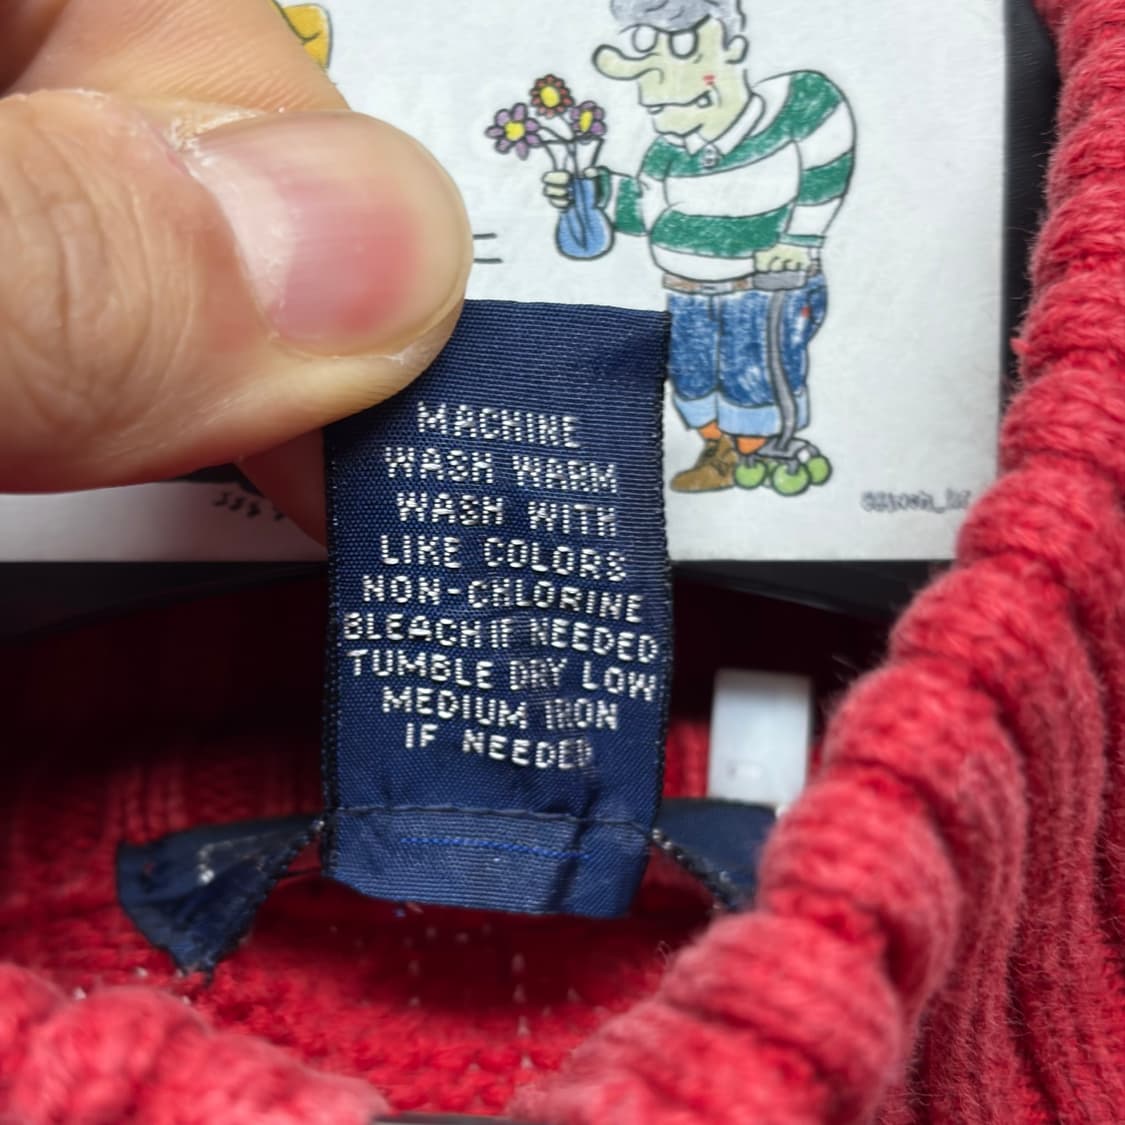 MACHINE
WASH WARM
WASH WITH
LIKE COLORS
NON-CHLORINE
BLEACH IF NEEDED
TUMBLE DRY LOW
MEDIUM IRON
IF NEEDED